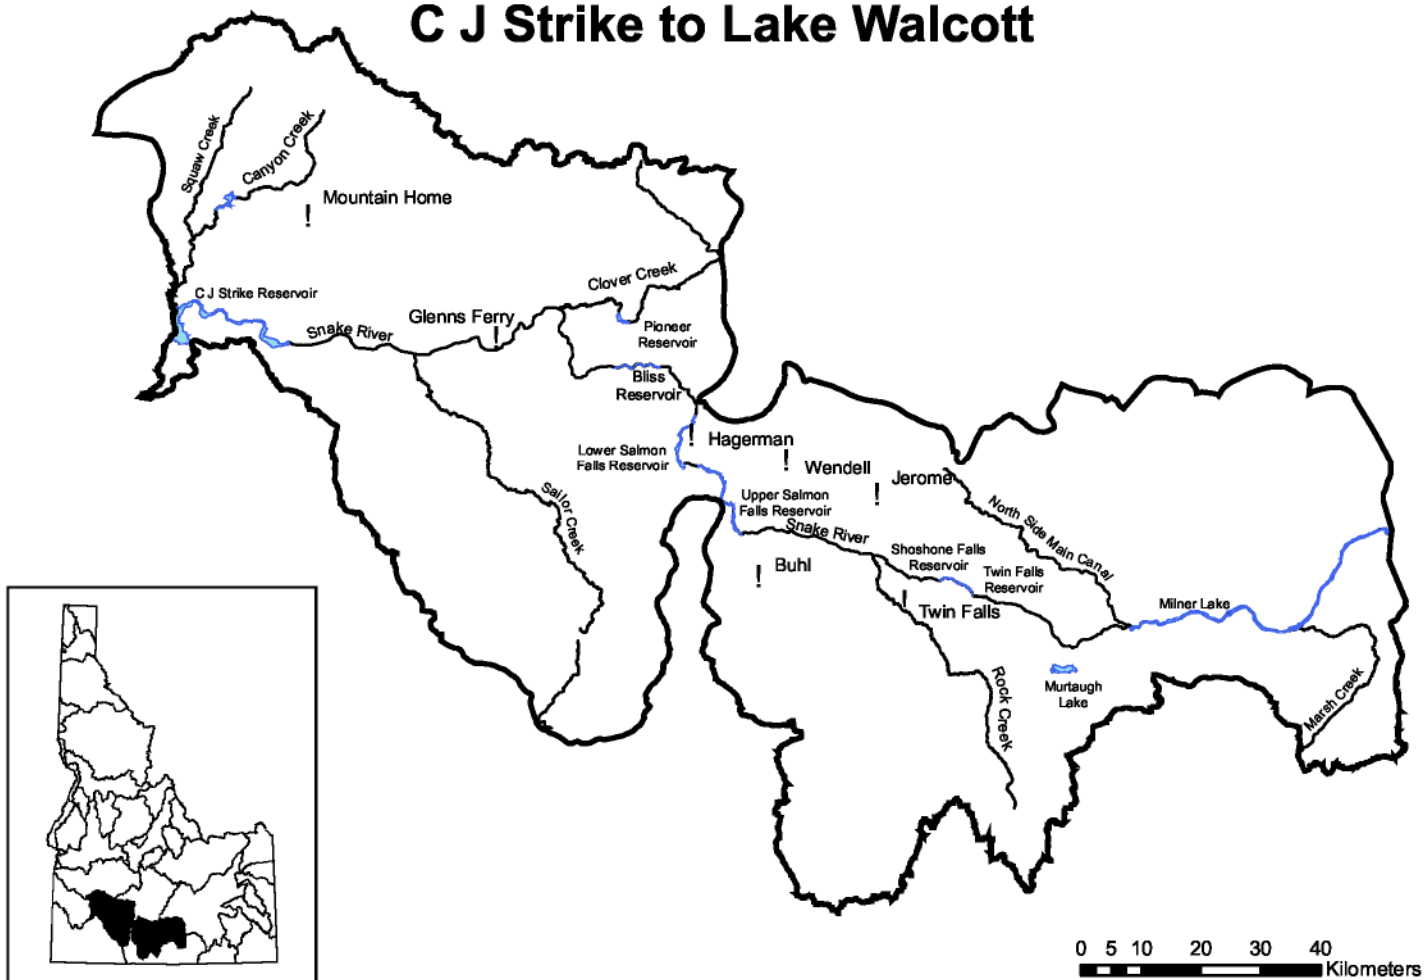 C J Strike to Lake Walcott
Squaw Creek
Canyon Creek
Mountain Home
!
C J Strike Reservoir
Snake River
Glenns Ferry
!
Clover Creek
Pioneer
Reservoir
Bliss
Reservoir
Lower Salmon
Falls Reservoir
!
Hagerman
!
Wendell
!
Jerome
Sailor Creek
Upper Salmon
Falls Reservoir
Snake River
North Side Main Canal
!
Buhl
Shoshone Falls
Reservoir
Twin Falls
Reservoir
!
Twin Falls
Milner Lake
Rock Creek
Murtaugh
Lake
Marsh Creek
0 5 10 20 30 40
Kilometers